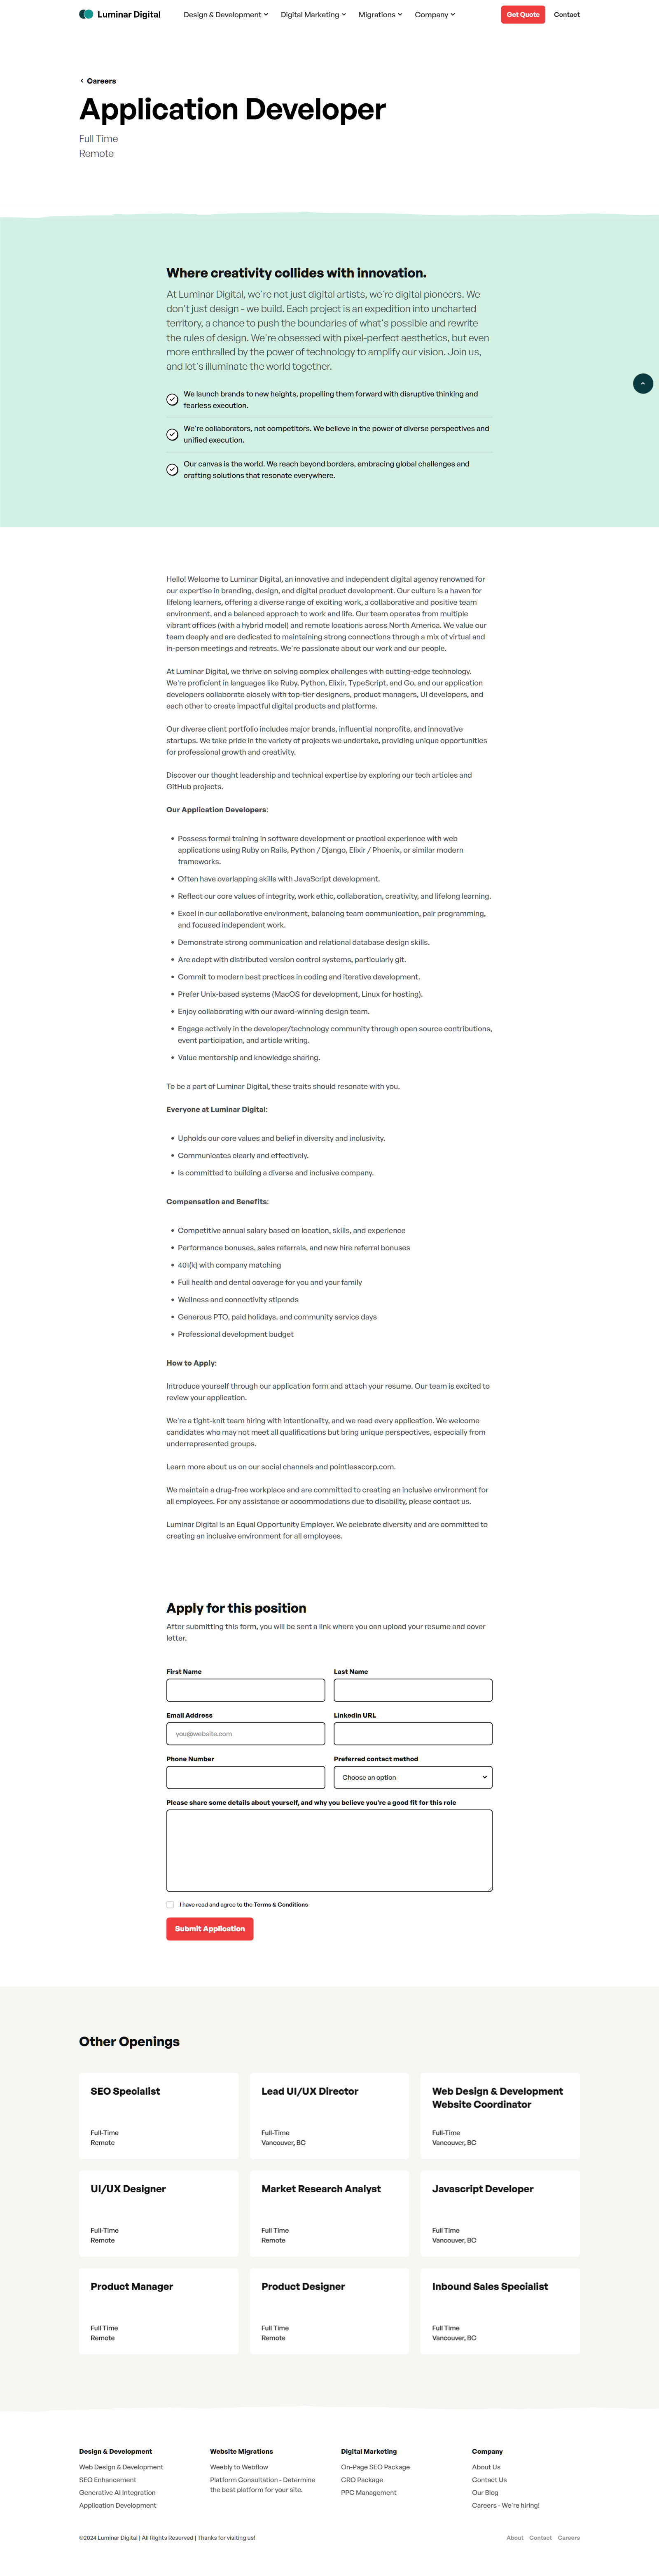 Luminar Digital
Design & Development
Digital Marketing
Migrations
Company
Get Quote
Contact
Careers
Application Developer
Full Time
Remote
Where creativity collides with innovation.
At Luminar Digital, we're not just digital artists, we're digital pioneers. We
don't just design - we build. Each project is an expedition into uncharted
territory, a chance to push the boundaries of what's possible and rewrite
the rules of design. We're obsessed with pixel-perfect aesthetics, but even
more enthralled by the power of technology to amplify our vision. Join us,
and let's illuminate the world together.
We launch brands to new heights, propelling them forward with disruptive thinking and
fearless execution.
We're collaborators, not competitors. We believe in the power of diverse perspectives and
unified execution.
Our canvas is the world. We reach beyond borders, embracing global challenges and
crafting solutions that resonate everywhere.
Hello! Welcome to Luminar Digital, an innovative and independent digital agency renowned for
our expertise in branding, design, and digital product development. Our culture is a haven for
lifelong learners, offering a diverse range of exciting work, a collaborative and positive team
environment, and a balanced approach to work and life. Our team operates from multiple
vibrant offices (with a hybrid model) and remote locations across North America. We value our
team deeply and are dedicated to maintaining strong connections through a mix of virtual and
in-person meetings and retreats. We're passionate about our work and our people.
At Luminar Digital, we thrive on solving complex challenges with cutting-edge technology.
We're proficient in languages like Ruby, Python, Elixir, TypeScript, and Go, and our application
developers collaborate closely with top-tier designers, product managers, UI developers, and
each other to create impactful digital products and platforms.
Our diverse client portfolio includes major brands, influential nonprofits, and innovative
startups. We take pride in the variety of projects we undertake, providing unique opportunities
for professional growth and creativity.
Discover our thought leadership and technical expertise by exploring our tech articles and
GitHub projects.
Our Application Developers:
Possess formal training in software development or practical experience with web
applications using Ruby on Rails, Python / Django, Elixir / Phoenix, or similar modern
frameworks.
Often have overlapping skills with JavaScript development.
Reflect our core values of integrity, work ethic, collaboration, creativity, and lifelong learning.
Excel in our collaborative environment, balancing team communication, pair programming,
and focused independent work.
Demonstrate strong communication and relational database design skills.
Are adept with distributed version control systems, particularly git.
Commit to modern best practices in coding and iterative development.
Prefer Unix-based systems (MacOS for development, Linux for hosting).
Enjoy collaborating with our award-winning design team.
Engage actively in the developer/technology community through open source contributions,
event participation, and article writing.
Value mentorship and knowledge sharing.
To be a part of Luminar Digital, these traits should resonate with you.
Everyone at Luminar Digital:
Upholds our core values and belief in diversity and inclusivity.
Communicates clearly and effectively.
Is committed to building a diverse and inclusive company.
Compensation and Benefits:
Competitive annual salary based on location, skills, and experience
Performance bonuses, sales referrals, and new hire referral bonuses
401(k) with company matching
Full health and dental coverage for you and your family
Wellness and connectivity stipends
Generous PTO, paid holidays, and community service days
Professional development budget
How to Apply:
Introduce yourself through our application form and attach your resume. Our team is excited to
review your application.
We're a tight-knit team hiring with intentionality, and we read every application. We welcome
candidates who may not meet all qualifications but bring unique perspectives, especially from
underrepresented groups.
Learn more about us on our social channels and pointlesscorp.com.
We maintain a drug-free workplace and are committed to creating an inclusive environment for
all employees. For any assistance or accommodations due to disability, please contact us.
Luminar Digital is an Equal Opportunity Employer. We celebrate diversity and are committed to
creating an inclusive environment for all employees.
Apply for this position
After submitting this form, you will be sent a link where you can upload your resume and cover
letter.
First Name
Last Name
Email Address
Linkedin URL
you@website.com
Phone Number
Preferred contact method
Choose an option
Please share some details about yourself, and why you believe you're a good fit for this role
I have read and agree to the Terms & Conditions
Submit Application
Other Openings
SEO Specialist
Full-Time
Remote
Lead UI/UX Director
Full-Time
Vancouver, BC
Web Design & Development
Website Coordinator
Full-Time
Vancouver, BC
UI/UX Designer
Full-Time
Remote
Market Research Analyst
Full Time
Remote
Javascript Developer
Full Time
Vancouver, BC
Product Manager
Full Time
Remote
Product Designer
Full Time
Remote
Inbound Sales Specialist
Full Time
Vancouver, BC
Design & Development
Web Design & Development
SEO Enhancement
Generative AI Integration
Application Development
Website Migrations
Weebly to Webflow
Platform Consultation - Determine
the best platform for your site.
Digital Marketing
On-Page SEO Package
CRO Package
PPC Management
Company
About Us
Contact Us
Our Blog
Careers - We're hiring!
©2024 Luminar Digital | All Rights Reserved | Thanks for visiting us!
About
Contact
Careers